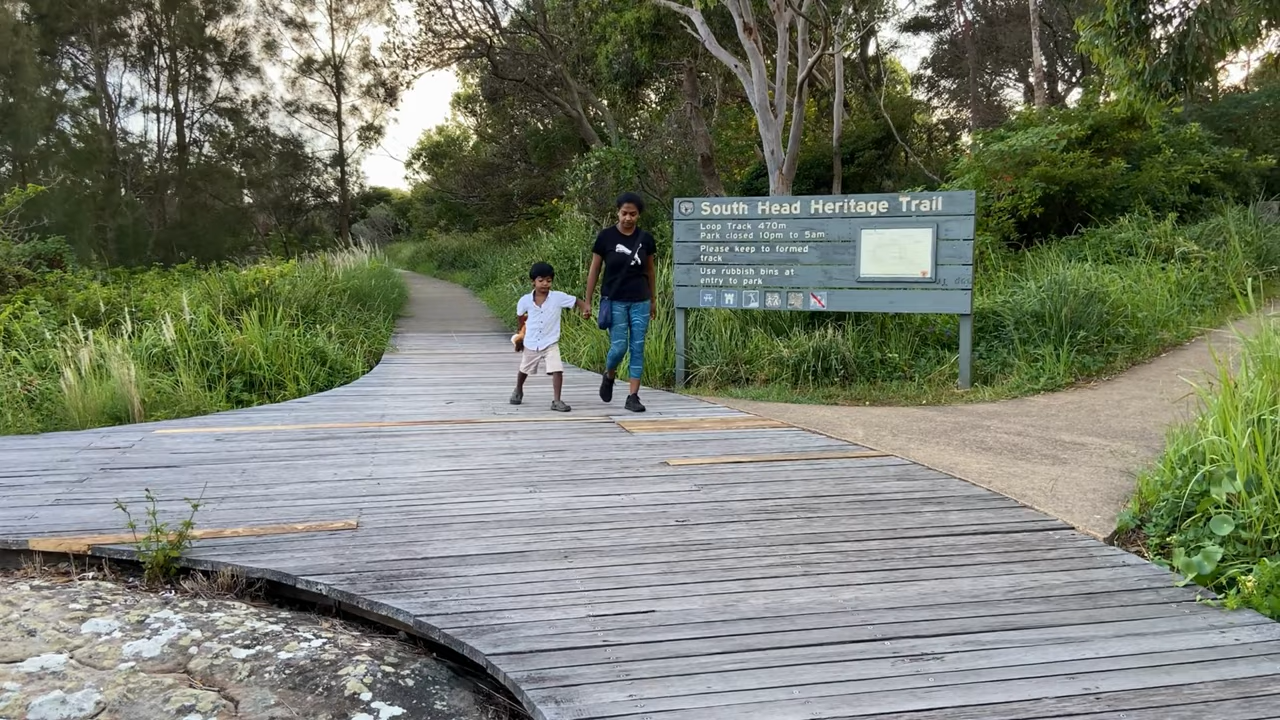 South Head Heritage Trail
Loop Track 470m
Park closed 10pm to 5am
Please keep to formed
track
Use rubbish bins at
entry to park